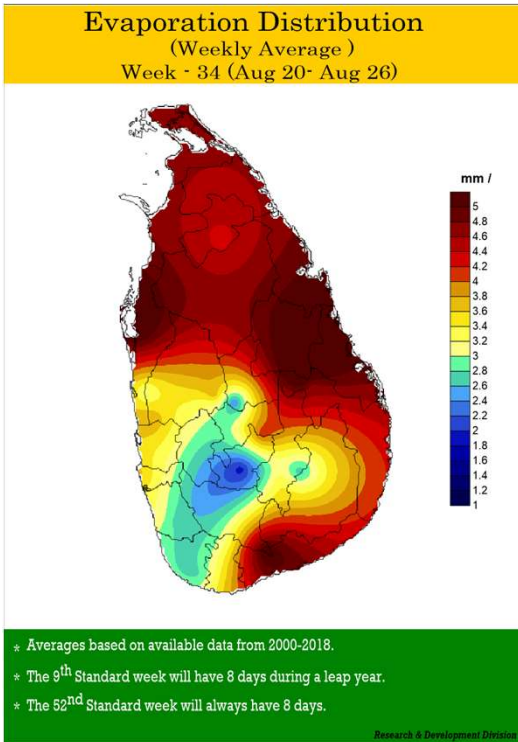 Evaporation Distribution
(Weekly Average )
Week - 34 (Aug 20- Aug 26)
mm /
5
4.8
4.6
4.4
4.2
4
3.8
3.6
3.4
3.2
3
2.8
2.6
2.4
2.2
2
1.8
1.6
1.4
1.2
1
* Averages based on available data from 2000-2018.
* The 9th Standard week will have 8 days during a leap year.
* The 52nd Standard week will always have 8 days.
Research & Development Division